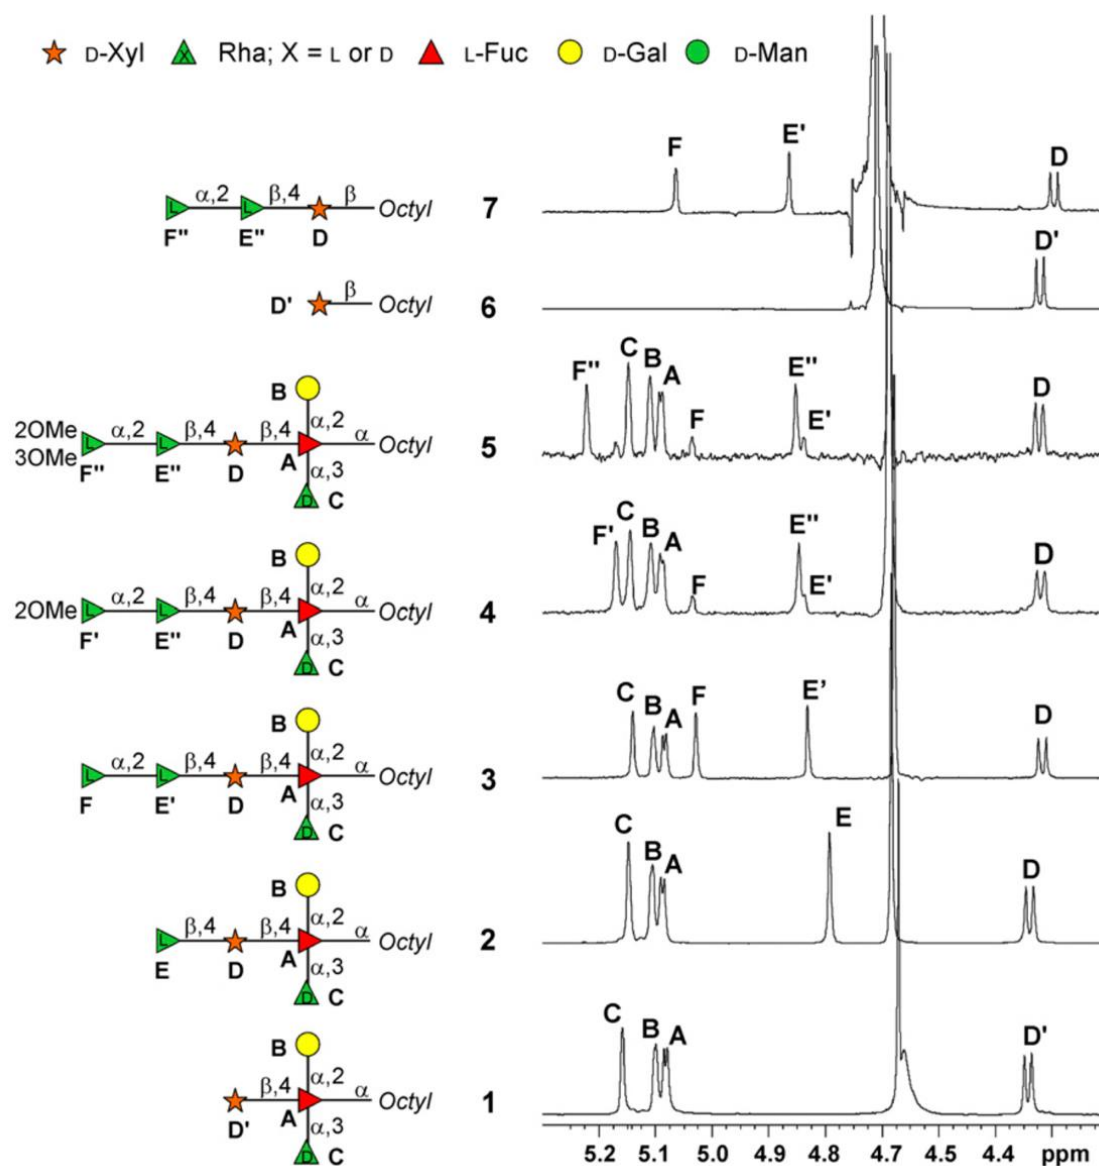 D-Xyl X Rha; X = L or D L-Fuc D-Gal D-Man
F E' D
L α,2 L β,4 β Octyl 7
F" E" D
D'
D' β Octyl 6
C B A
F" E" E' D
F
B
2OMe α,2 β,4 β,4 α,2 α Octyl 5
3OMe L L
F" E" D A α,3
D C
C B A E"
F' E' D
F
B
2OMe L α,2 L β,4 β,4 α,2 α Octyl 4
F' E" D A α,3
D C
C B A F E' D
B
L α,2 L β,4 β,4 α,2 α Octyl 3
F E' D A α,3
D C
C B A E D
B
L β,4 β,4 α,2 α Octyl 2
E D A α,3
D C
C B A D'
B
β,4 α,2 α Octyl 1
D' A α,3
D C
5.2 5.1 5.0 4.9 4.8 4.7 4.6 4.4 ppm